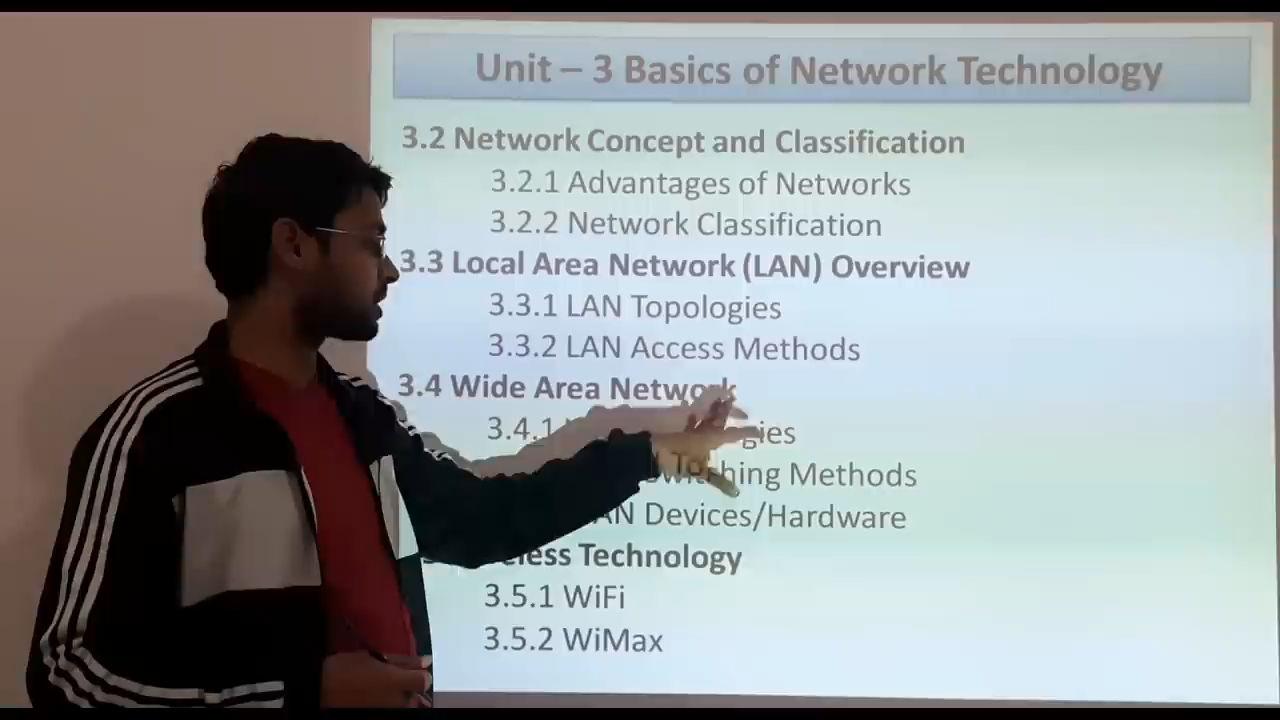 Unit – 3 Basics of Network Technology
3.2 Network Concept and Classification
3.2.1 Advantages of Networks
3.2.2 Network Classification
3.3 Local Area Network (LAN) Overview
3.3.1 LAN Topologies
3.3.2 LAN Access Methods
3.4 Wide Area Network
3.4.1
Switching Methods
Devices/Hardware
Technology
3.5.1 WiFi
3.5.2 WiMax